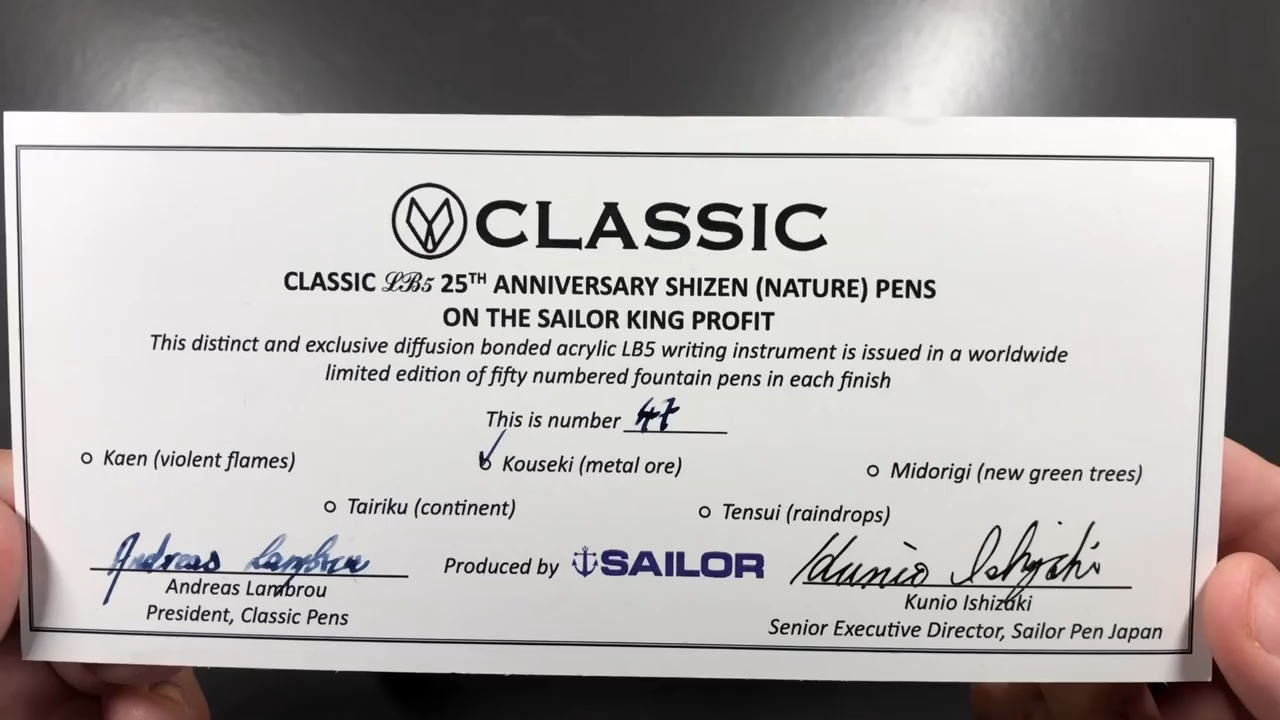 CLASSIC
CLASSIC LB5 25TH ANNIVERSARY SHIZEN (NATURE) PENS
ON THE SAILOR KING PROFIT
This distinct and exclusive diffusion bonded acrylic LB5 writing instrument is issued in a worldwide
limited edition of fifty numbered fountain pens in each finish
This is number 47
Kaen (violent flames)
Kouseki (metal ore)
Midorigi (new green trees)
Tairiku (continent)
Tensui (raindrops)
Andreas Lambrou
Produced by SAILOR
Kunio Ishizaki
Andreas Lambrou
President, Classic Pens
Kunio Ishizaki
Senior Executive Director, Sailor Pen Japan